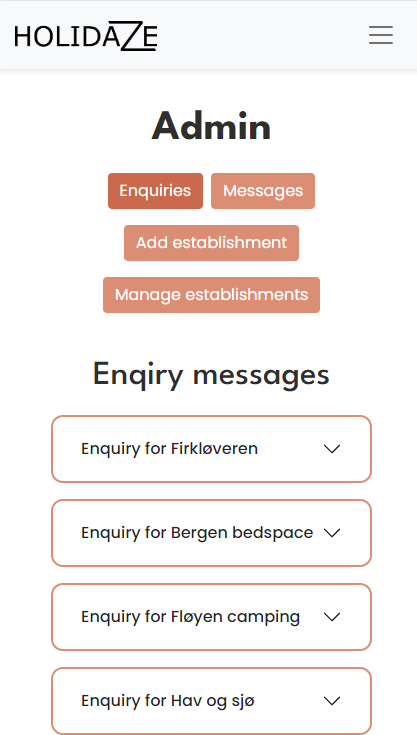 HOLIDAZE
Admin
Enquiries Messages
Add establishment
Manage establishments
Enqiry messages
Enquiry for Firkløveren
Enquiry for Bergen bedspace
Enquiry for Fløyen camping
Enquiry for Hav og sjø